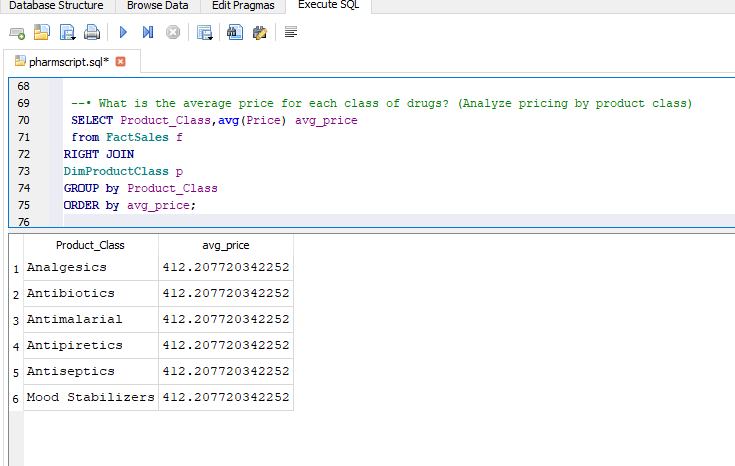 Database Structure Browse Data Edit Pragmas Execute SQL
pharmscript.sql*
68
69 --• What is the average price for each class of drugs? (Analyze pricing by product class)
70 SELECT Product_Class,avg(Price) avg_price
71 from FactSales f
72 RIGHT JOIN
73 DimProductClass p
74 GROUP by Product_Class
75 ORDER by avg_price;
76
Product_Class avg_price
1 Analgesics 412.207720342252
2 Antibiotics 412.207720342252
3 Antimalarial 412.207720342252
4 Antipiretics 412.207720342252
5 Antiseptics 412.207720342252
6 Mood Stabilizers 412.207720342252